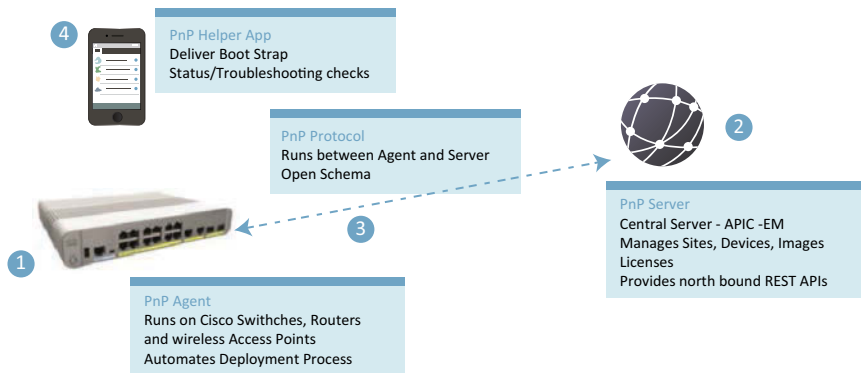 4
PnP Helper App
Deliver Boot Strap
Status/Troubleshooting checks
PnP Protocol
Runs between Agent and Server
Open Schema
2
PnP Server
Central Server - APIC -EM
Manages Sites, Devices, Images
Licenses
Provides north bound REST APIs
3
1
PnP Agent
Runs on Cisco Swithches, Routers
and wireless Access Points
Automates Deployment Process